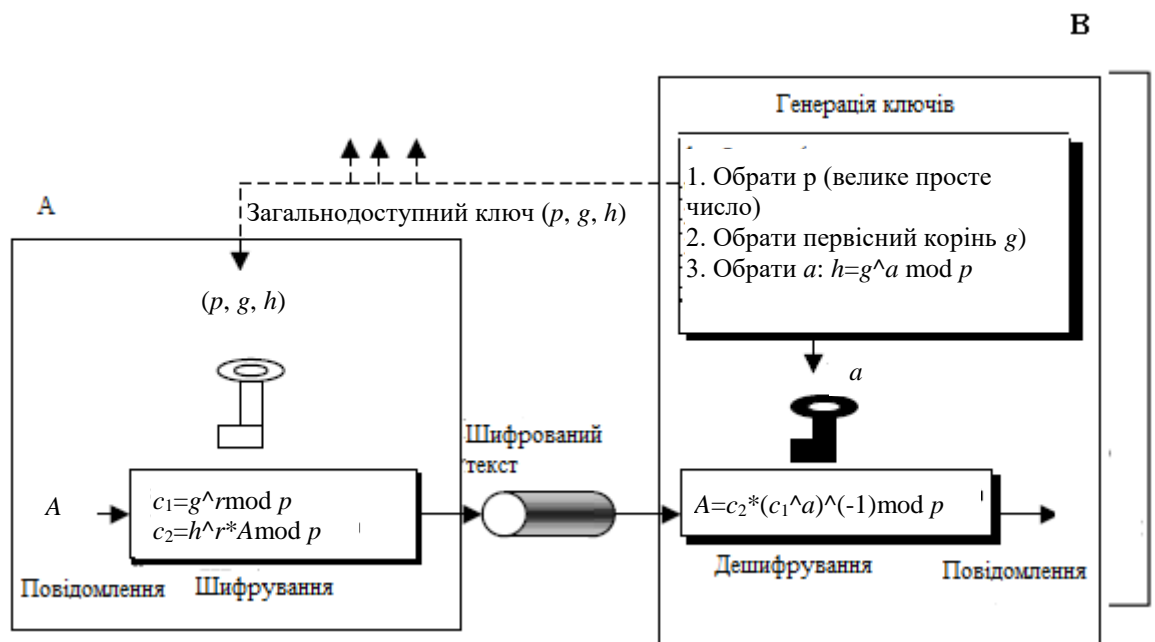 В
Генерація ключів
1. Обрати p (велике просте
число)
2. Обрати первісний корінь g)
3. Обрати a: h=g^a mod p
А
Загальнодоступний ключ (p, g, h)
(p, g, h)
a
Шифрований
текст
A
c₁=g^rmod p
c₂=h^r*Amod p
A=c₂*(c₁^a)^(-1)mod p
Повідомлення
Шифрування
Дешифрування
Повідомлення